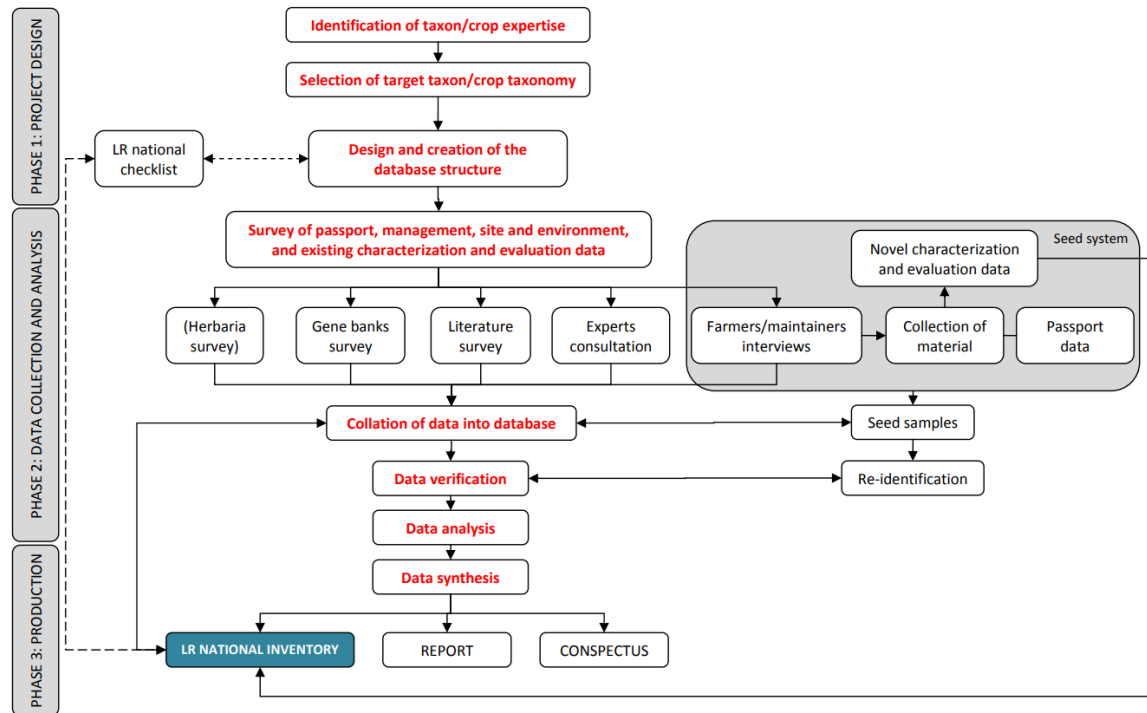 PHASE 1: PROJECT DESIGN
Identification of taxon/crop expertise
Selection of target taxon/crop taxonomy
LR national
checklist
Design and creation of the
database structure
PHASE 2: DATA COLLECTION AND ANALYSIS
Survey of passport, management, site and environment,
and existing characterization and evaluation data
Seed system
Novel characterization
and evaluation data
(Herbaria
survey)
Gene banks
survey
Literature
survey
Experts
consultation
Farmers/maintainers
interviews
Collection of
material
Passport
data
Collation of data into database
Seed samples
Data verification
Re-identification
Data analysis
PHASE 3: PRODUCTION
Data synthesis
LR NATIONAL INVENTORY
REPORT
CONSPECTUS